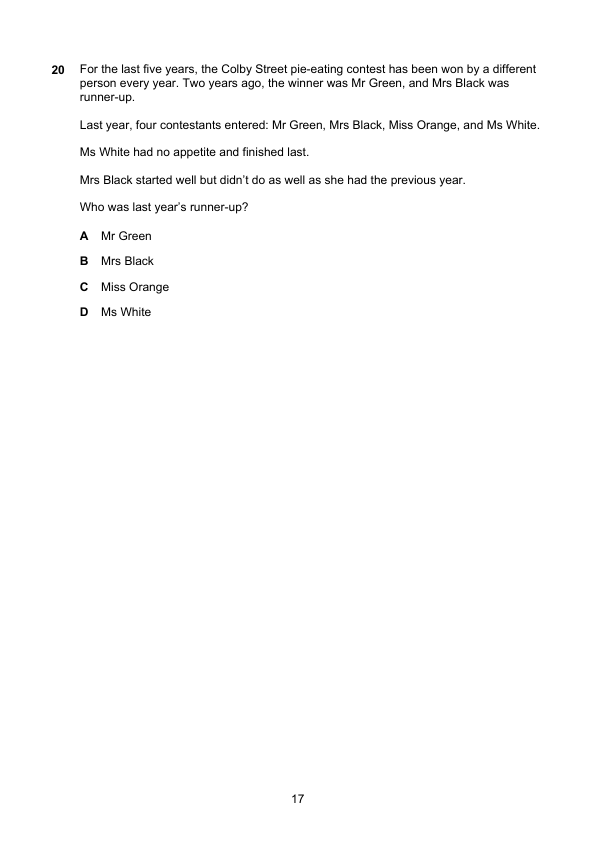 20 For the last five years, the Colby Street pie-eating contest has been won by a different
person every year. Two years ago, the winner was Mr Green, and Mrs Black was
runner-up.
Last year, four contestants entered: Mr Green, Mrs Black, Miss Orange, and Ms White.
Ms White had no appetite and finished last.
Mrs Black started well but didn’t do as well as she had the previous year.
Who was last year’s runner-up?
A Mr Green
B Mrs Black
C Miss Orange
D Ms White
17